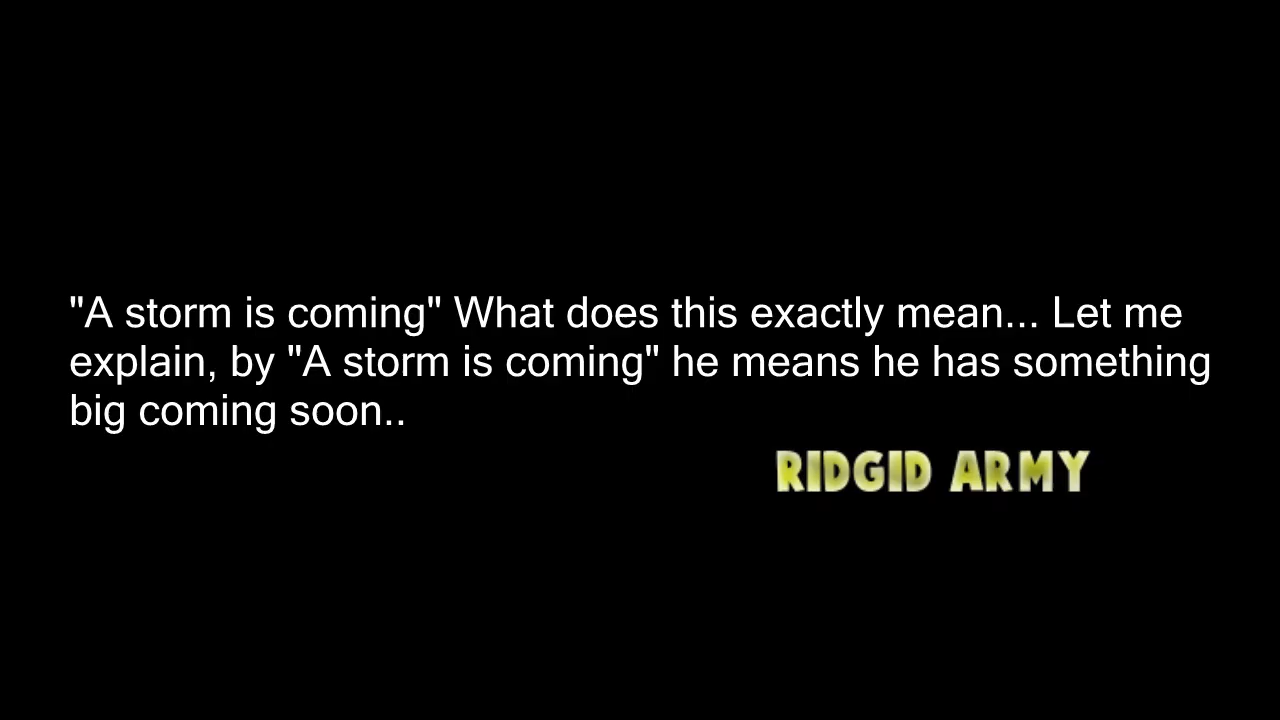 "A storm is coming" What does this exactly mean... Let me
explain, by "A storm is coming" he means he has something
big coming soon..
RIDGID ARMY